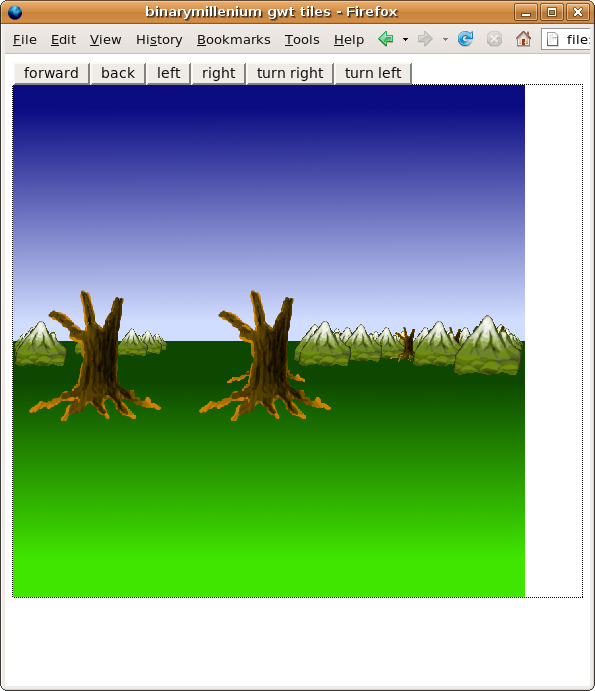 binarymillenium gwt tiles - Firefox
File Edit View History Bookmarks Tools Help file:
forward back left right turn right turn left